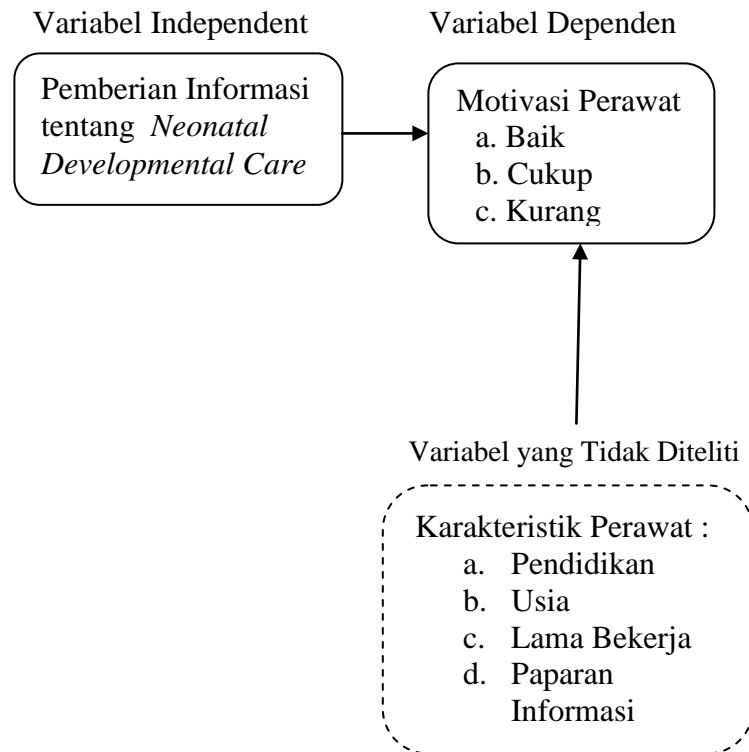 Variabel Independent
Variabel Dependen
Pemberian Informasi
tentang Neonatal
Developmental Care
Motivasi Perawat
a. Baik
b. Cukup
c. Kurang
Variabel yang Tidak Diteliti
Karakteristik Perawat :
a. Pendidikan
b. Usia
c. Lama Bekerja
d. Paparan
Informasi